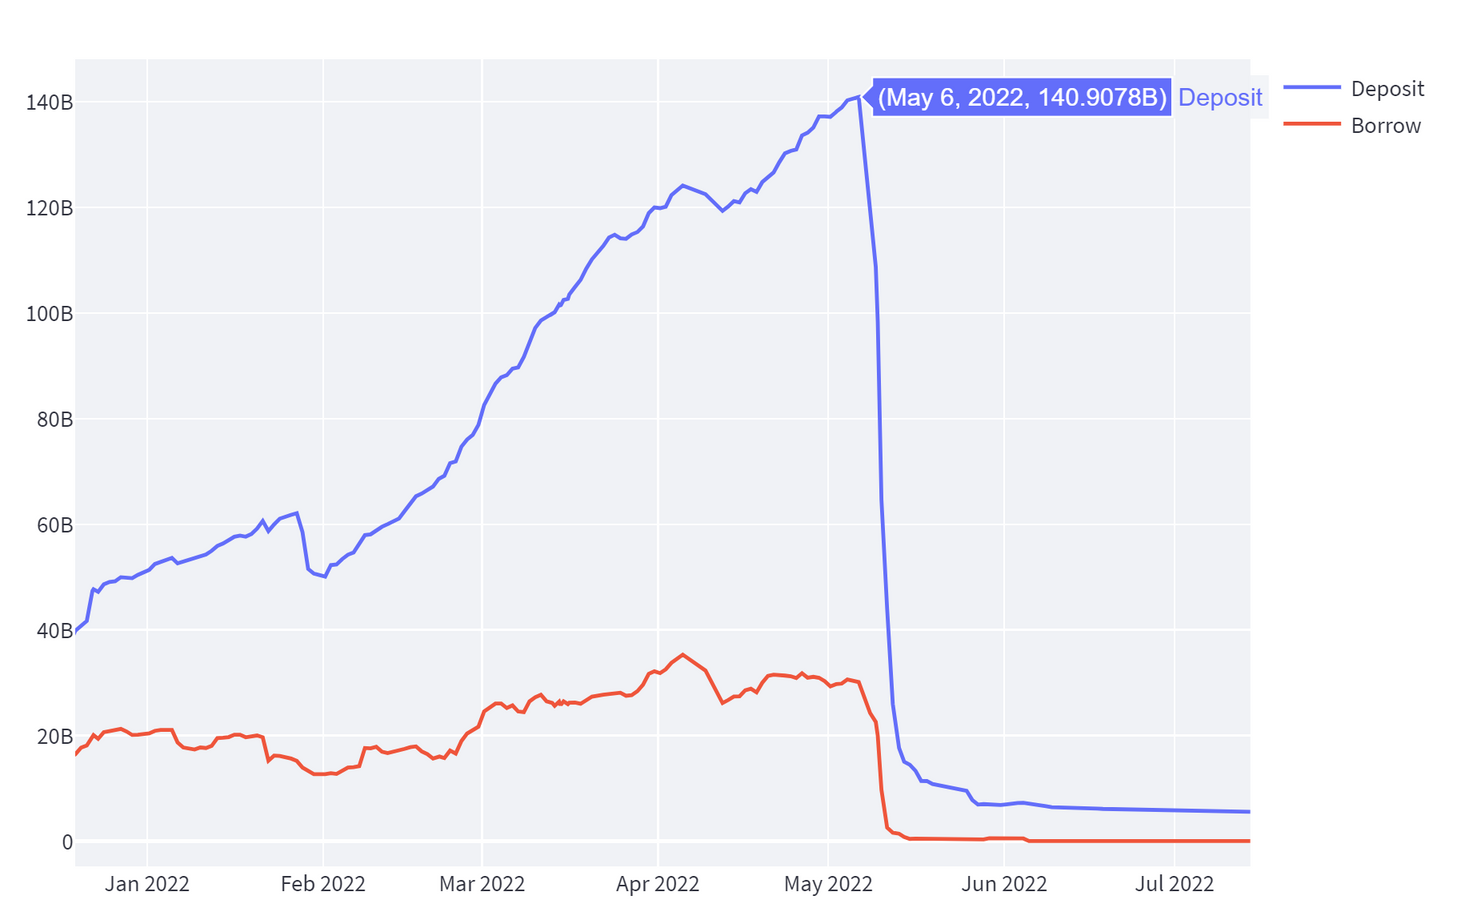 140B
120B
100B
80B
60B
40B
20B
0
Jan 2022 Feb 2022 Mar 2022 Apr 2022 May 2022 Jun 2022 Jul 2022
(May 6, 2022, 140.9078B) Deposit
Deposit
Borrow